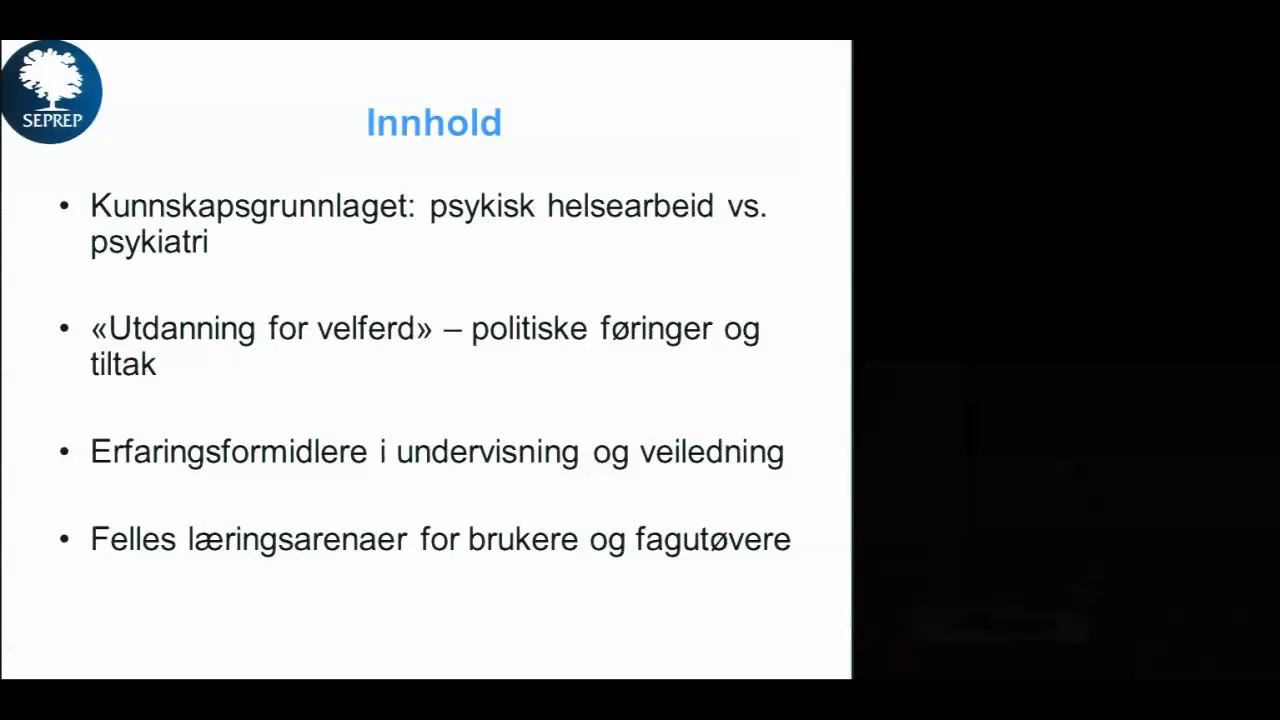 SEPREP
Innhold
• Kunnskapsgrunnlaget: psykisk helsearbeid vs.
psykiatri
• «Utdanning for velferd» – politiske føringer og
tiltak
• Erfaringsformidlere i undervisning og veiledning
• Felles læringsarenaer for brukere og fagutøvere